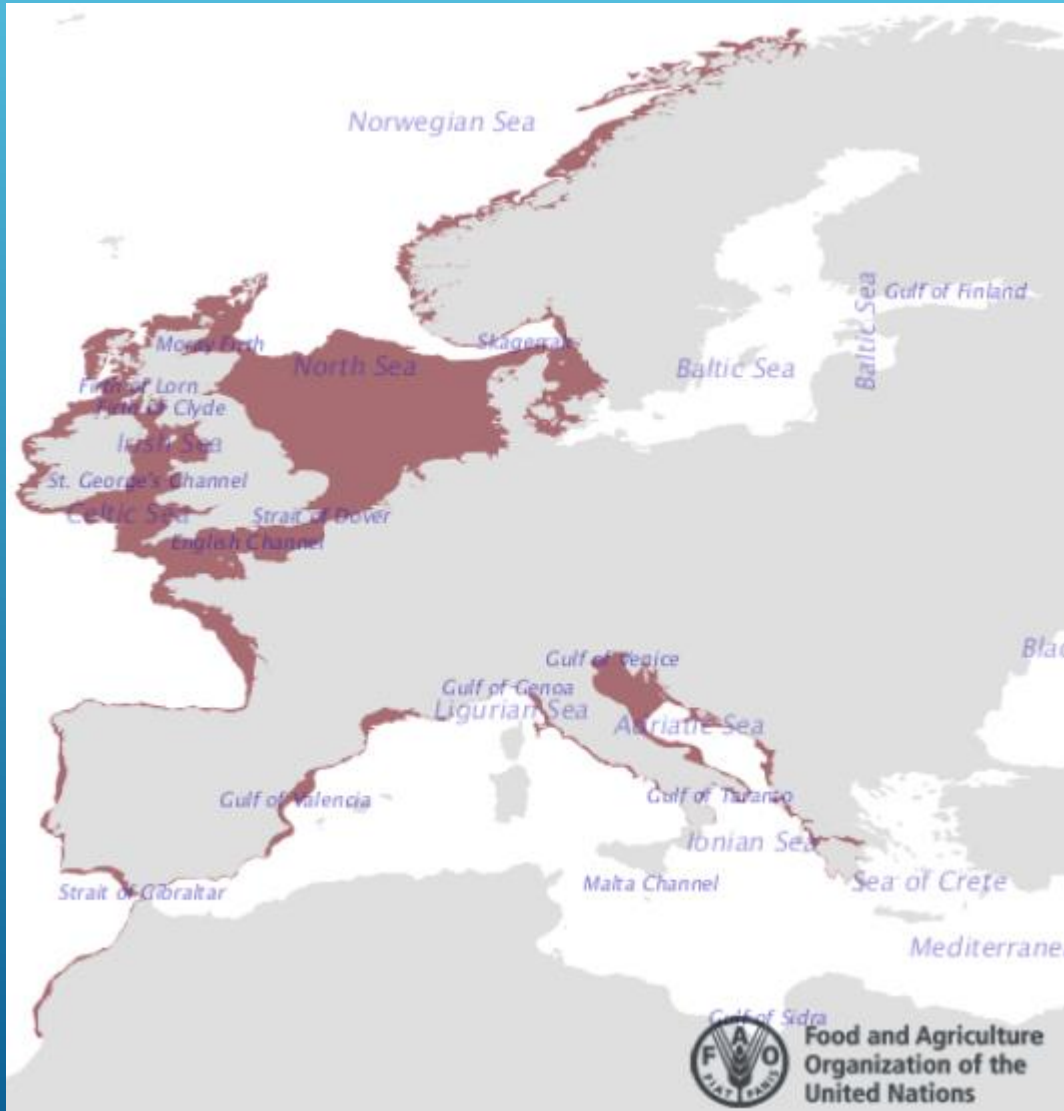 Norwegian Sea
Gulf of Finland
Baltic Sea
Skagerrak
Moray Firth
North Sea
Baltic Sea
Firth of Lorn
Firth of Clyde
Irish Sea
St. George's Channel
Celtic Sea
Strait of Dover
English Channel
Gulf of Venice
Gulf of Genoa
Ligurian Sea
Adriatic Sea
Gulf of Valencia
Gulf of Taranto
Ionian Sea
Strait of Gibraltar
Malta Channel
Sea of Crete
Gulf of Sidra
F A O
FIAT PANIS
Food and Agriculture
Organization of the
United Nations